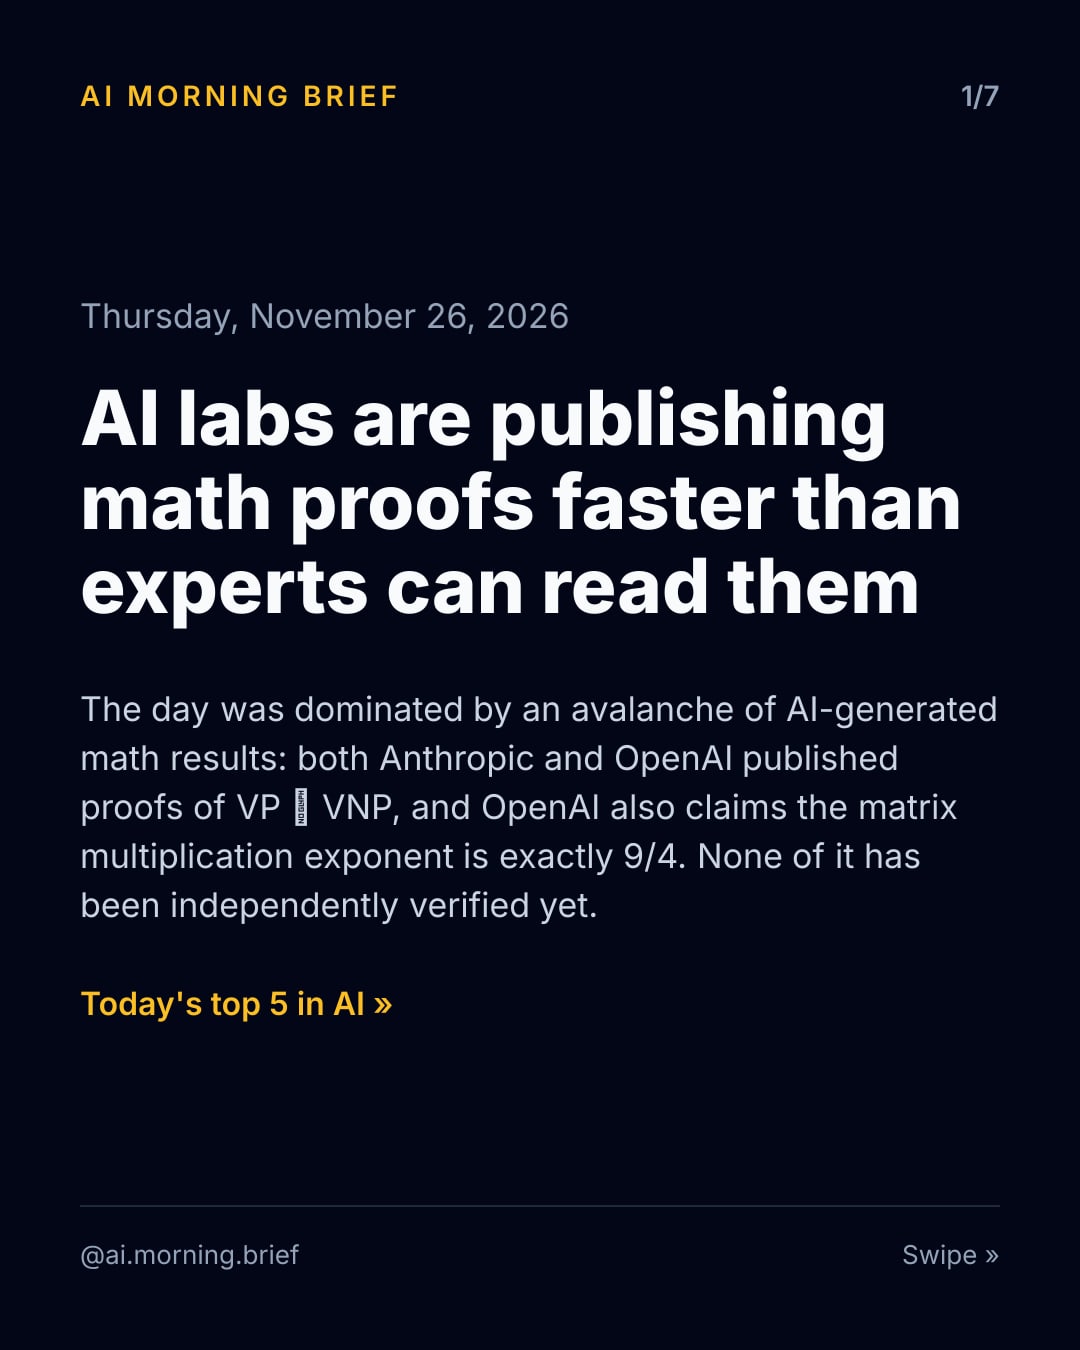 AI MORNING BRIEF
1/7
Thursday, November 26, 2026
AI labs are publishing
math proofs faster than
experts can read them
The day was dominated by an avalanche of AI-generated
math results: both Anthropic and OpenAI published
proofs of VP VNP, and OpenAI also claims the matrix
multiplication exponent is exactly 9/4. None of it has
been independently verified yet.
Today's top 5 in AI »
@ai.morning.brief
Swipe »